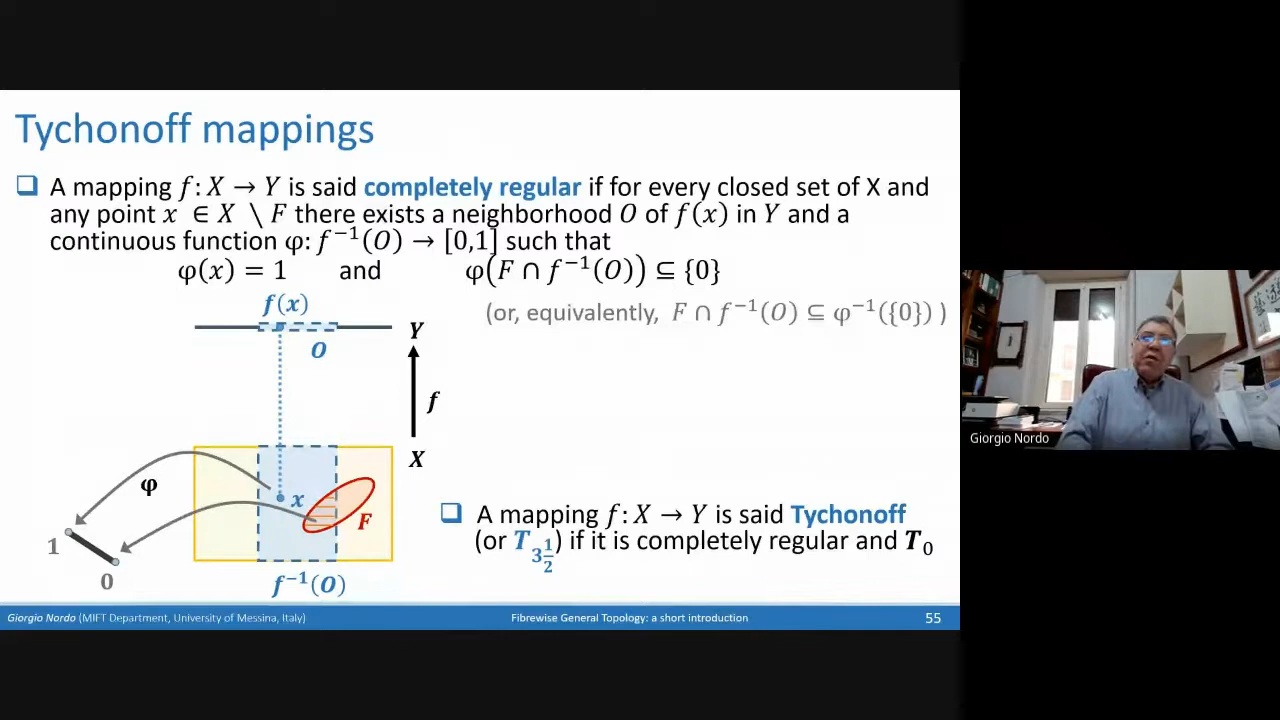 Tychonoff mappings
❑ A mapping f: X → Y is said completely regular if for every closed set of X and
any point x ∈ X \ F there exists a neighborhood O of f(x) in Y and a
continuous function φ: f⁻¹(O) → [0,1] such that
φ(x) = 1 and φ(F ∩ f⁻¹(O)) ⊆ {0}
(or, equivalently, F ∩ f⁻¹(O) ⊆ φ⁻¹({0}) )
f(x)
Y
O
f
X
φ
x
F
1
0
f⁻¹(O)
❑ A mapping f: X → Y is said Tychonoff
(or T₃½) if it is completely regular and T₀
Giorgio Nordo (MIFT Department, University of Messina, Italy) Fibrewise General Topology: a short introduction 55
Giorgio Nordo